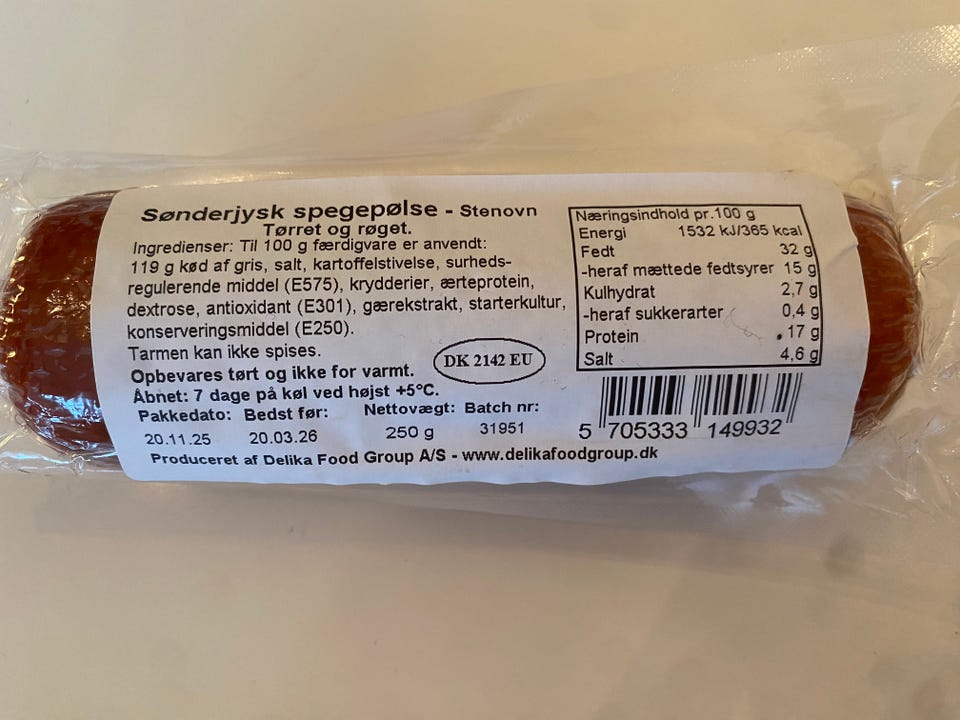 Sønderjysk spegepølse - Stenovn
Tørret og røget.
Ingredienser: Til 100 g færdigvare er anvendt:
119 g kød af gris, salt, kartoffelstivelse, surheds-
regulerende middel (E575), krydderier, ærteprotein,
dextrose, antioxidant (E301), gærekstrakt, starterkultur,
konserveringsmiddel (E250).
Tarmen kan ikke spises.
Opbevares tørt og ikke for varmt.
Åbnet: 7 dage på køl ved højst +5°C.
DK 2142 EU
Pakkedato: Bedst før: Nettovægt: Batch nr:
20.11.25 20.03.26 250 g 31951
Produceret af Delika Food Group A/S - www.delikafoodgroup.dk
Næringsindhold pr.100 g
Energi 1532 kJ/365 kcal
Fedt 32 g
-heraf mættede fedtsyrer 15 g
Kulhydrat 2,7 g
-heraf sukkerarter 0,4 g
Protein 17 g
Salt 4,6 g
5 705333 149932